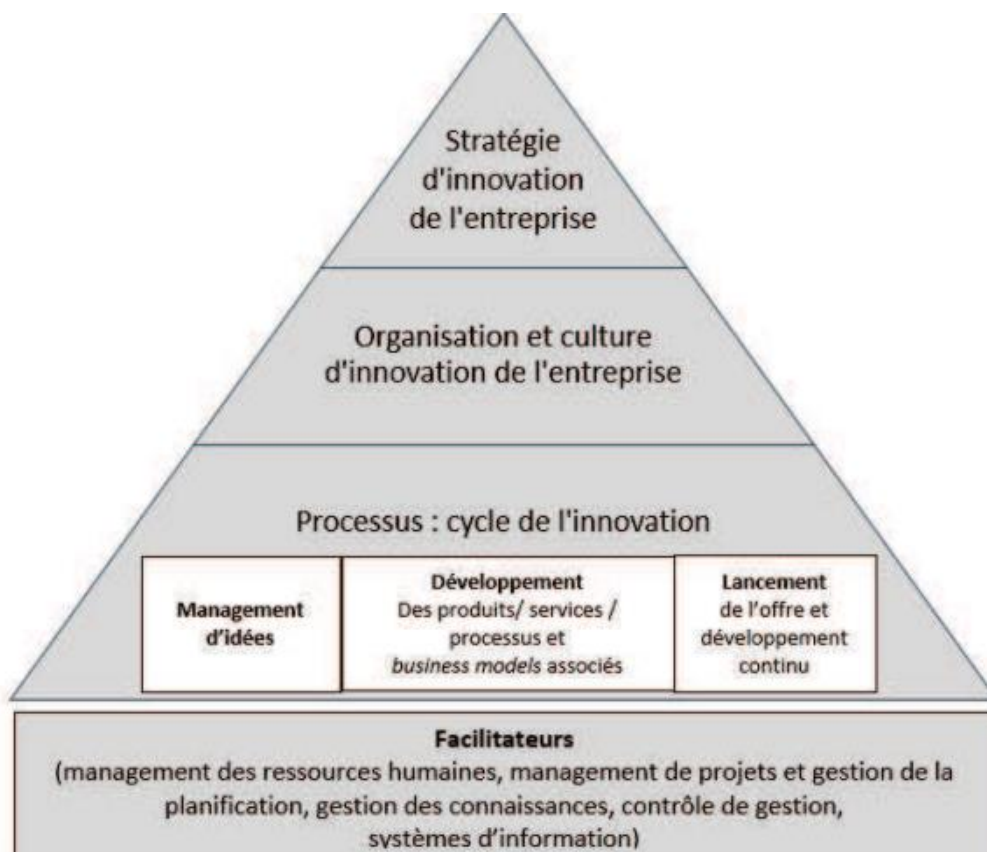 Stratégie
d'innovation
de l'entreprise
Organisation et culture
d'innovation de l'entreprise
Processus : cycle de l'innovation
Management
d’idées
Développement
Des produits/ services /
processus et
business models associés
Lancement
de l’offre et
développement
continu
Facilitateurs
(management des ressources humaines, management de projets et gestion de la
planification, gestion des connaissances, contrôle de gestion,
systèmes d’information)